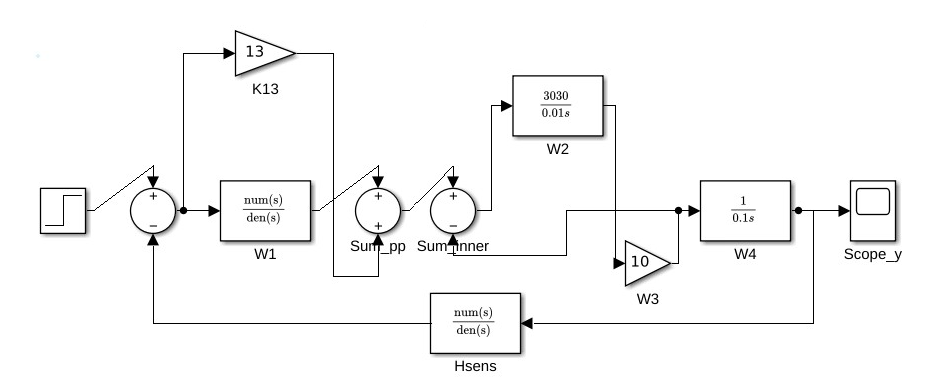 13
K13
3030
0.01s
W2
+
−
num(s)
den(s)
W1
+
−
Sum_pp
+
−
Sum_inner
10
W3
1
0.1s
W4
Scope_y
num(s)
den(s)
Hsens